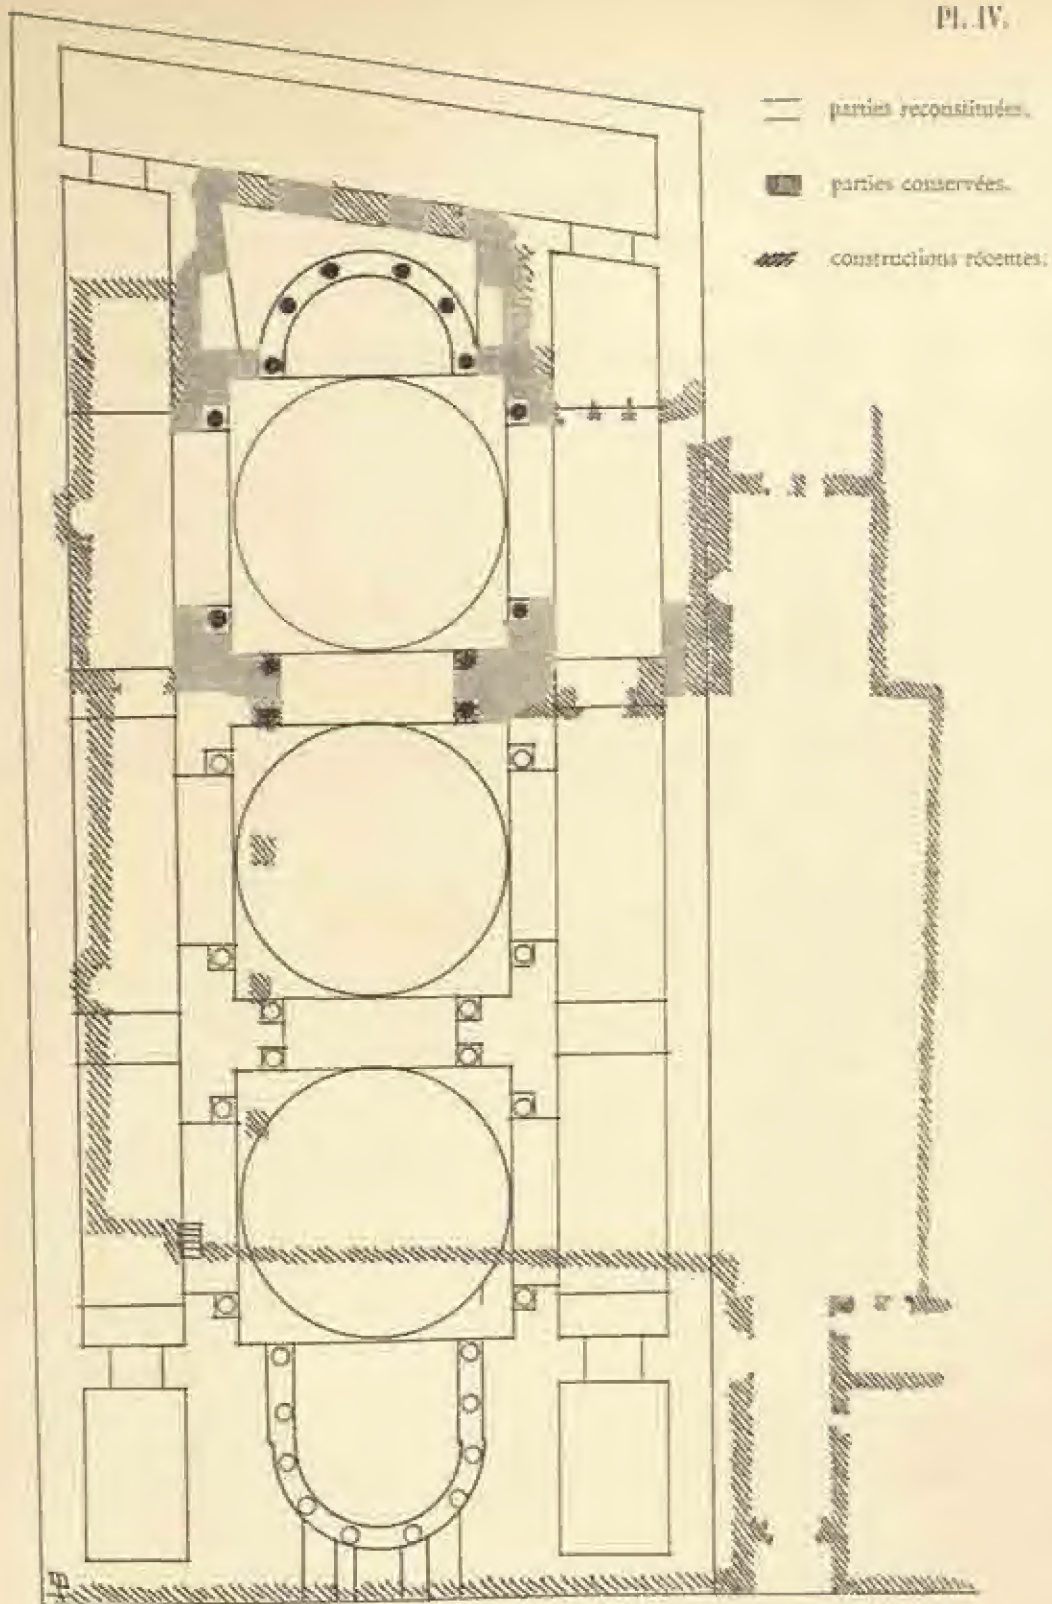 Pl. IV.
parties reconstituées.
parties conservées.
constructions récentes.